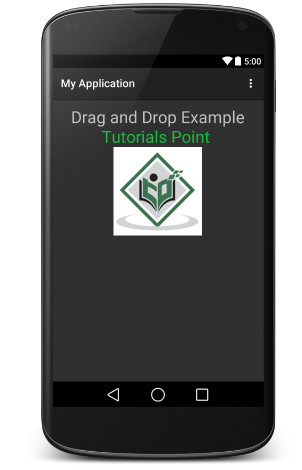 5:00
My Application
Drag and Drop Example
Tutorials Point